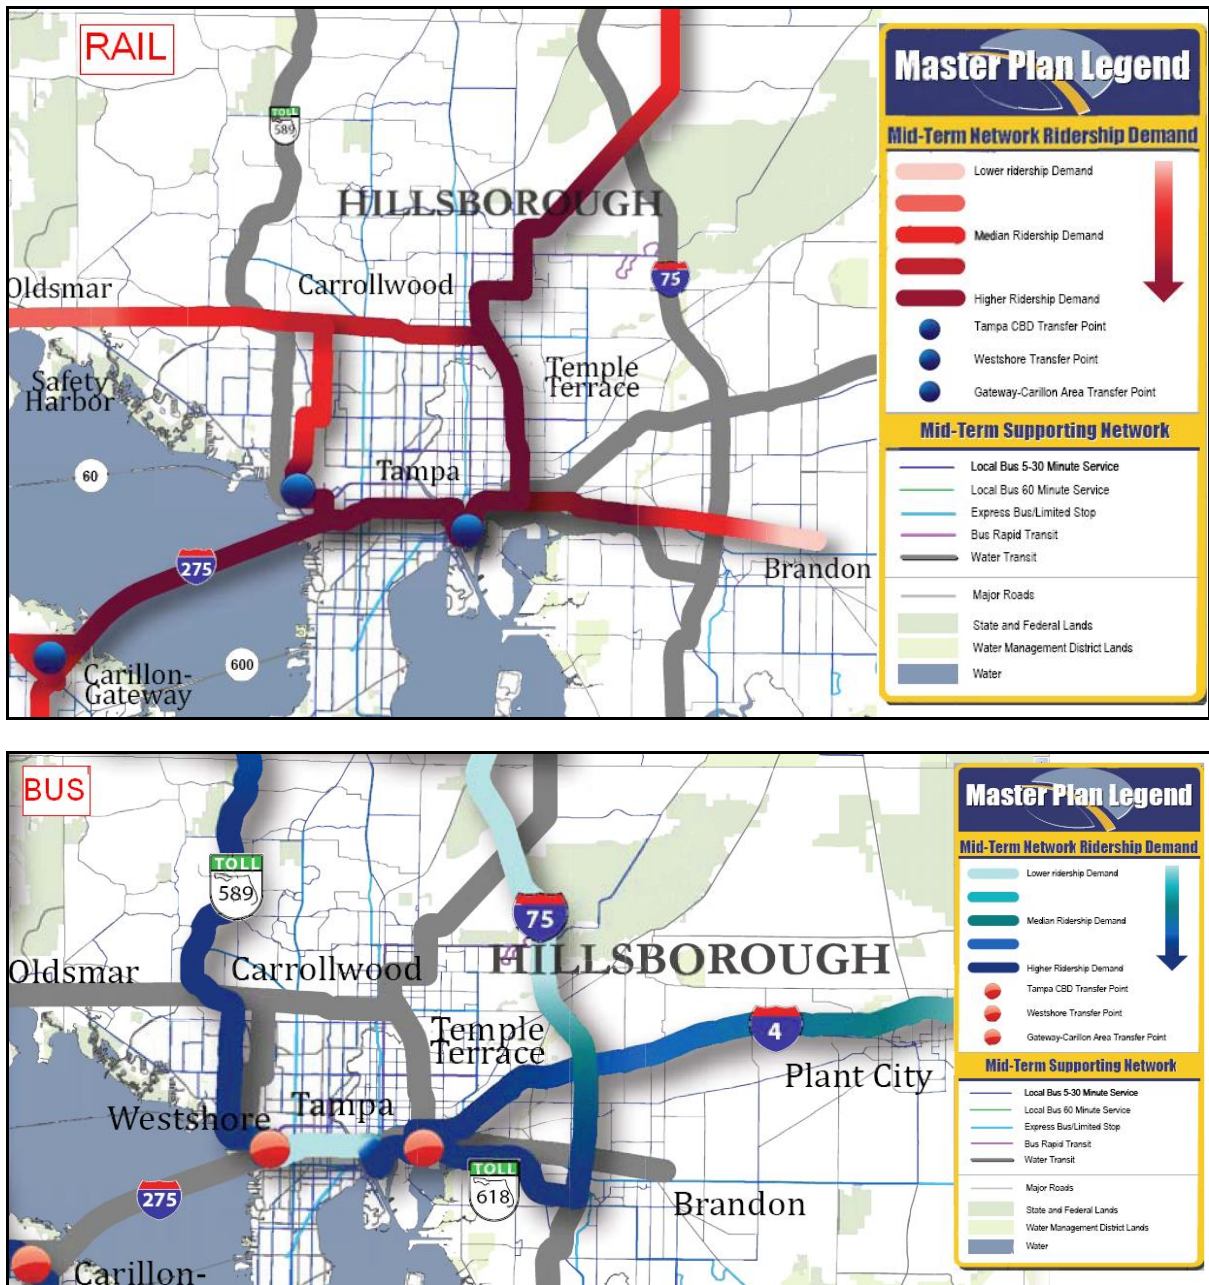 RAIL
TOLL
589
HILLSBOROUGH
75
Oldsmar
Carrollwood
Safety
Harbor
Temple
Terrace
60
Tampa
275
Brandon
600
Carillon-
Gateway
Master Plan Legend
Mid-Term Network Ridership Demand
Lower ridership Demand
Median Ridership Demand
Higher Ridership Demand
Tampa CBD Transfer Point
Westshore Transfer Point
Gateway-Carillon Area Transfer Point
Mid-Term Supporting Network
Local Bus 5-30 Minute Service
Local Bus 60 Minute Service
Express Bus/Limited Stop
Bus Rapid Transit
Water Transit
Major Roads
State and Federal Lands
Water Management District Lands
Water
BUS
TOLL
589
75
Oldsmar
Carrollwood
HILLSBOROUGH
Temple
Terrace
4
Plant City
Westshore
Tampa
TOLL
618
275
Brandon
Carillon-
Master Plan Legend
Mid-Term Network Ridership Demand
Lower ridership Demand
Median Ridership Demand
Higher Ridership Demand
Tampa CBD Transfer Point
Westshore Transfer Point
Gateway-Carillon Area Transfer Point
Mid-Term Supporting Network
Local Bus 5-30 Minute Service
Local Bus 60 Minute Service
Express Bus/Limited Stop
Bus Rapid Transit
Water Transit
Major Roads
State and Federal Lands
Water Management District Lands
Water